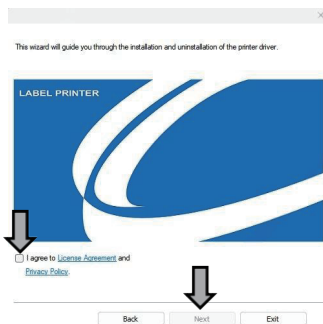 This wizard will guide you through the installation and uninstallation of the printer driver.
LABEL PRINTER
I agree to License Agreement and
Privacy Policy.
Back Next Exit